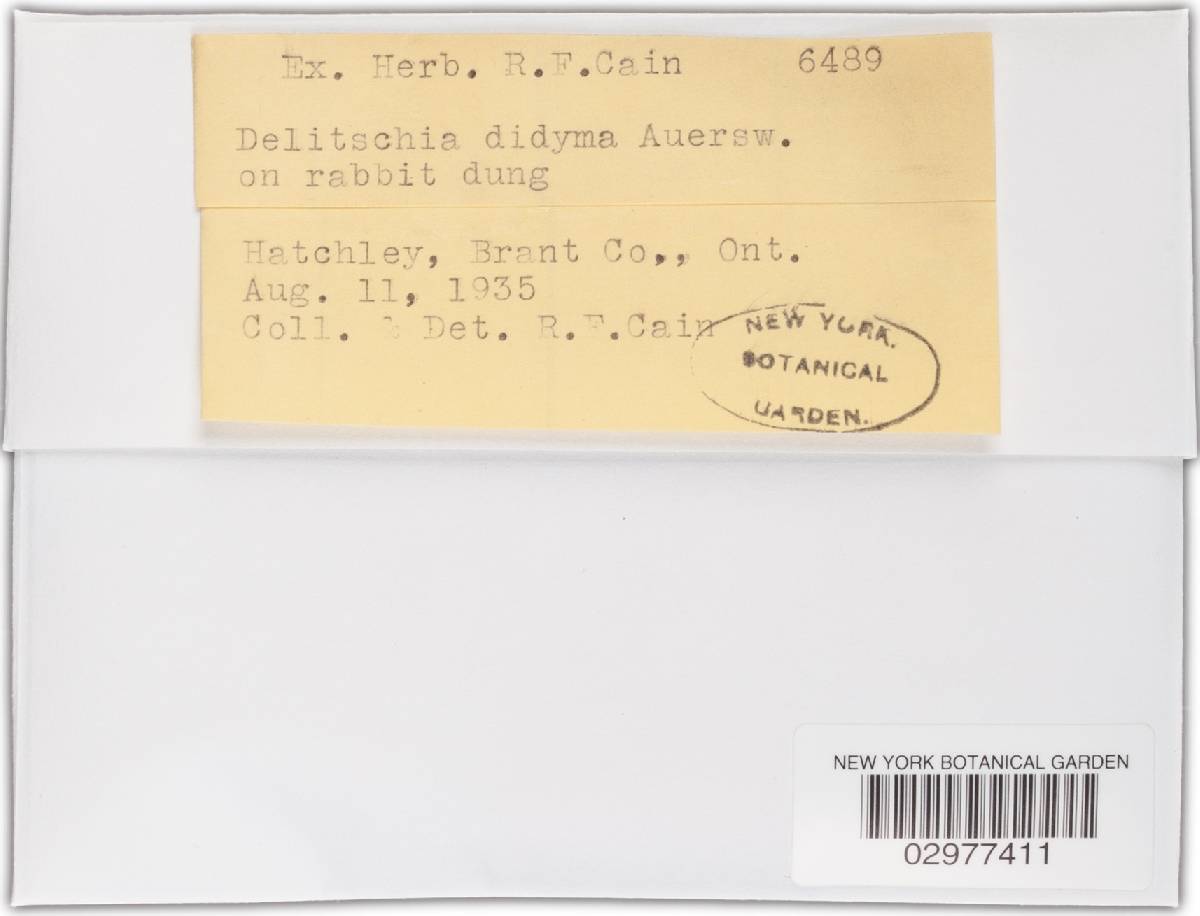 Ex. Herb. R.F.Cain 6489
Delitschia didyma Auersw.
on rabbit dung
Hatchley, Brant Co,, Ont.
Aug. 11, 1935
Coll. & Det. R.F.Cain
NEW YORK.
BOTANICAL
GARDEN.
NEW YORK BOTANICAL GARDEN
02977411